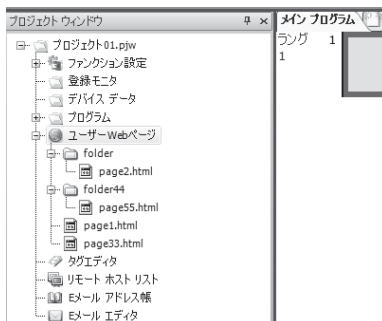 プロジェクト ウィンドウ
プロジェクト01.pjw
ファンクション設定
登録モニタ
デバイス データ
プログラム
ユーザーWebページ
folder
page2.html
folder44
page55.html
page1.html
page33.html
タグエディタ
リモート ホスト リスト
Eメール アドレス帳
Eメール エディタ
メイン プログラム
ラング 1
1